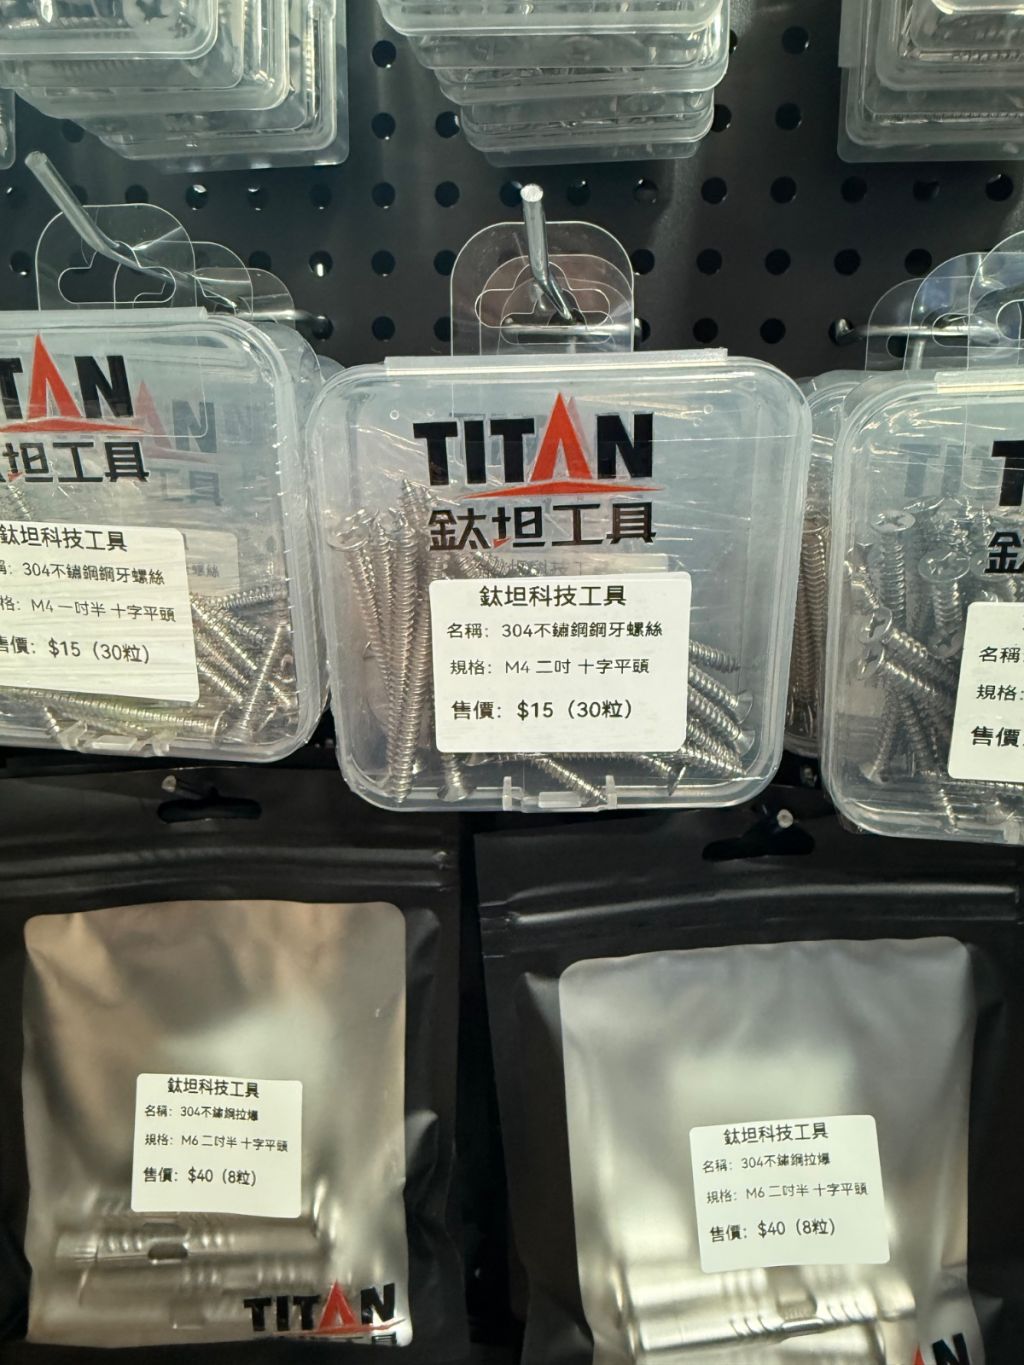 TITAN
坦工具
鈦坦科技工具
稱：304不鏽鋼鋼牙螺絲
格：M4 一吋半 十字平頭
售價：$15（30粒）
TITAN
鈦坦工具
鈦坦科技工具
名稱：304不鏽鋼鋼牙螺絲
規格：M4 二吋 十字平頭
售價：$15（30粒）
名稱
規格：
售價
鈦坦科技工具
名稱：304不鏽鋼拉爆
規格：M6 二吋半 十字平頭
售價：$40（8粒）
TITAN
鈦坦科技工具
名稱：304不鏽鋼拉爆
規格：M6 二吋半 十字平頭
售價：$40（8粒）